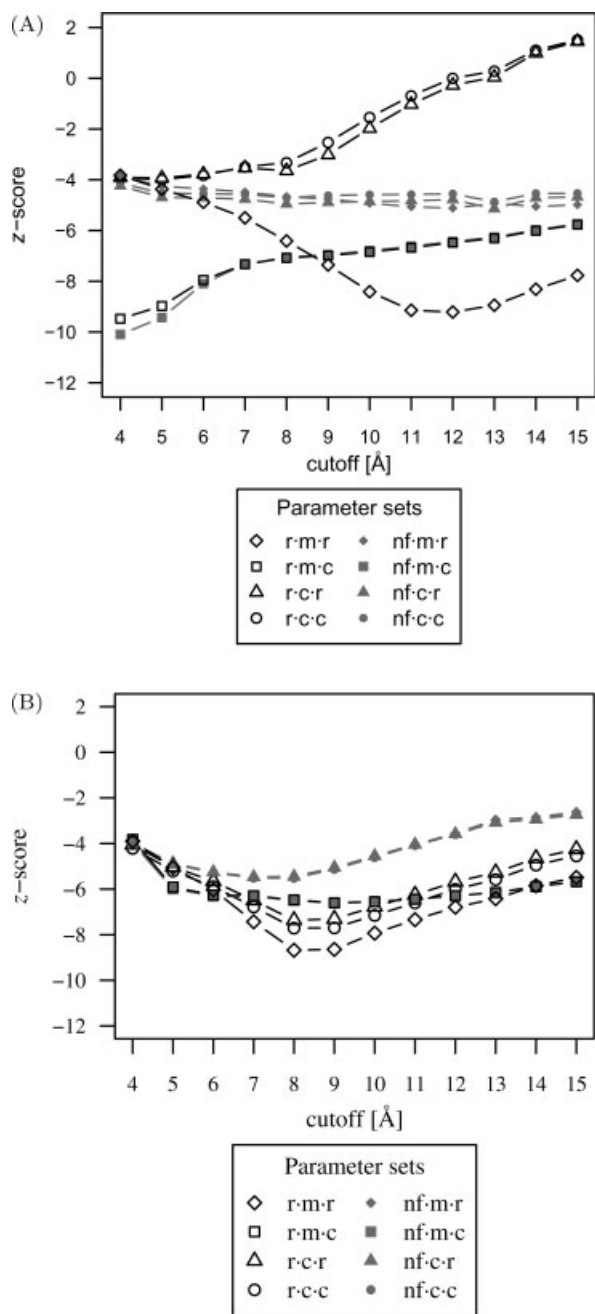 (A)
2
0
−2
−4
−6
−8
−10
−12
z−score
4 5 6 7 8 9 10 11 12 13 14 15
cutoff [Å]
Parameter sets
r·m·r nf·m·r
r·m·c nf·m·c
r·c·r nf·c·r
r·c·c nf·c·c
(B)
2
0
−2
−4
−6
−8
−10
−12
z−score
4 5 6 7 8 9 10 11 12 13 14 15
cutoff [Å]
Parameter sets
r·m·r nf·m·r
r·m·c nf·m·c
r·c·r nf·c·r
r·c·c nf·c·c